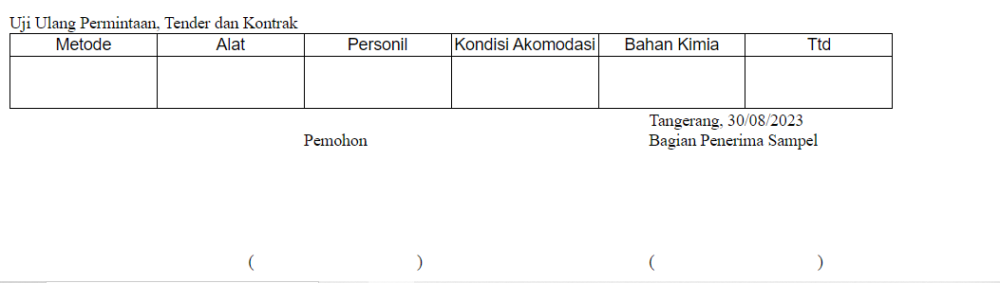 Uji Ulang Permintaan, Tender dan Kontrak
Metode Alat Personil Kondisi Akomodasi Bahan Kimia Ttd
Tangerang, 30/08/2023
Pemohon Bagian Penerima Sampel
( ) ( )